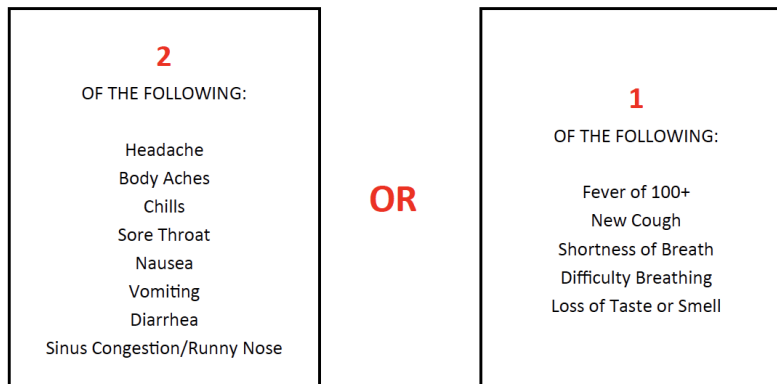 2
OF THE FOLLOWING:
Headache
Body Aches
Chills
Sore Throat
Nausea
Vomiting
Diarrhea
Sinus Congestion/Runny Nose
OR
1
OF THE FOLLOWING:
Fever of 100+
New Cough
Shortness of Breath
Difficulty Breathing
Loss of Taste or Smell